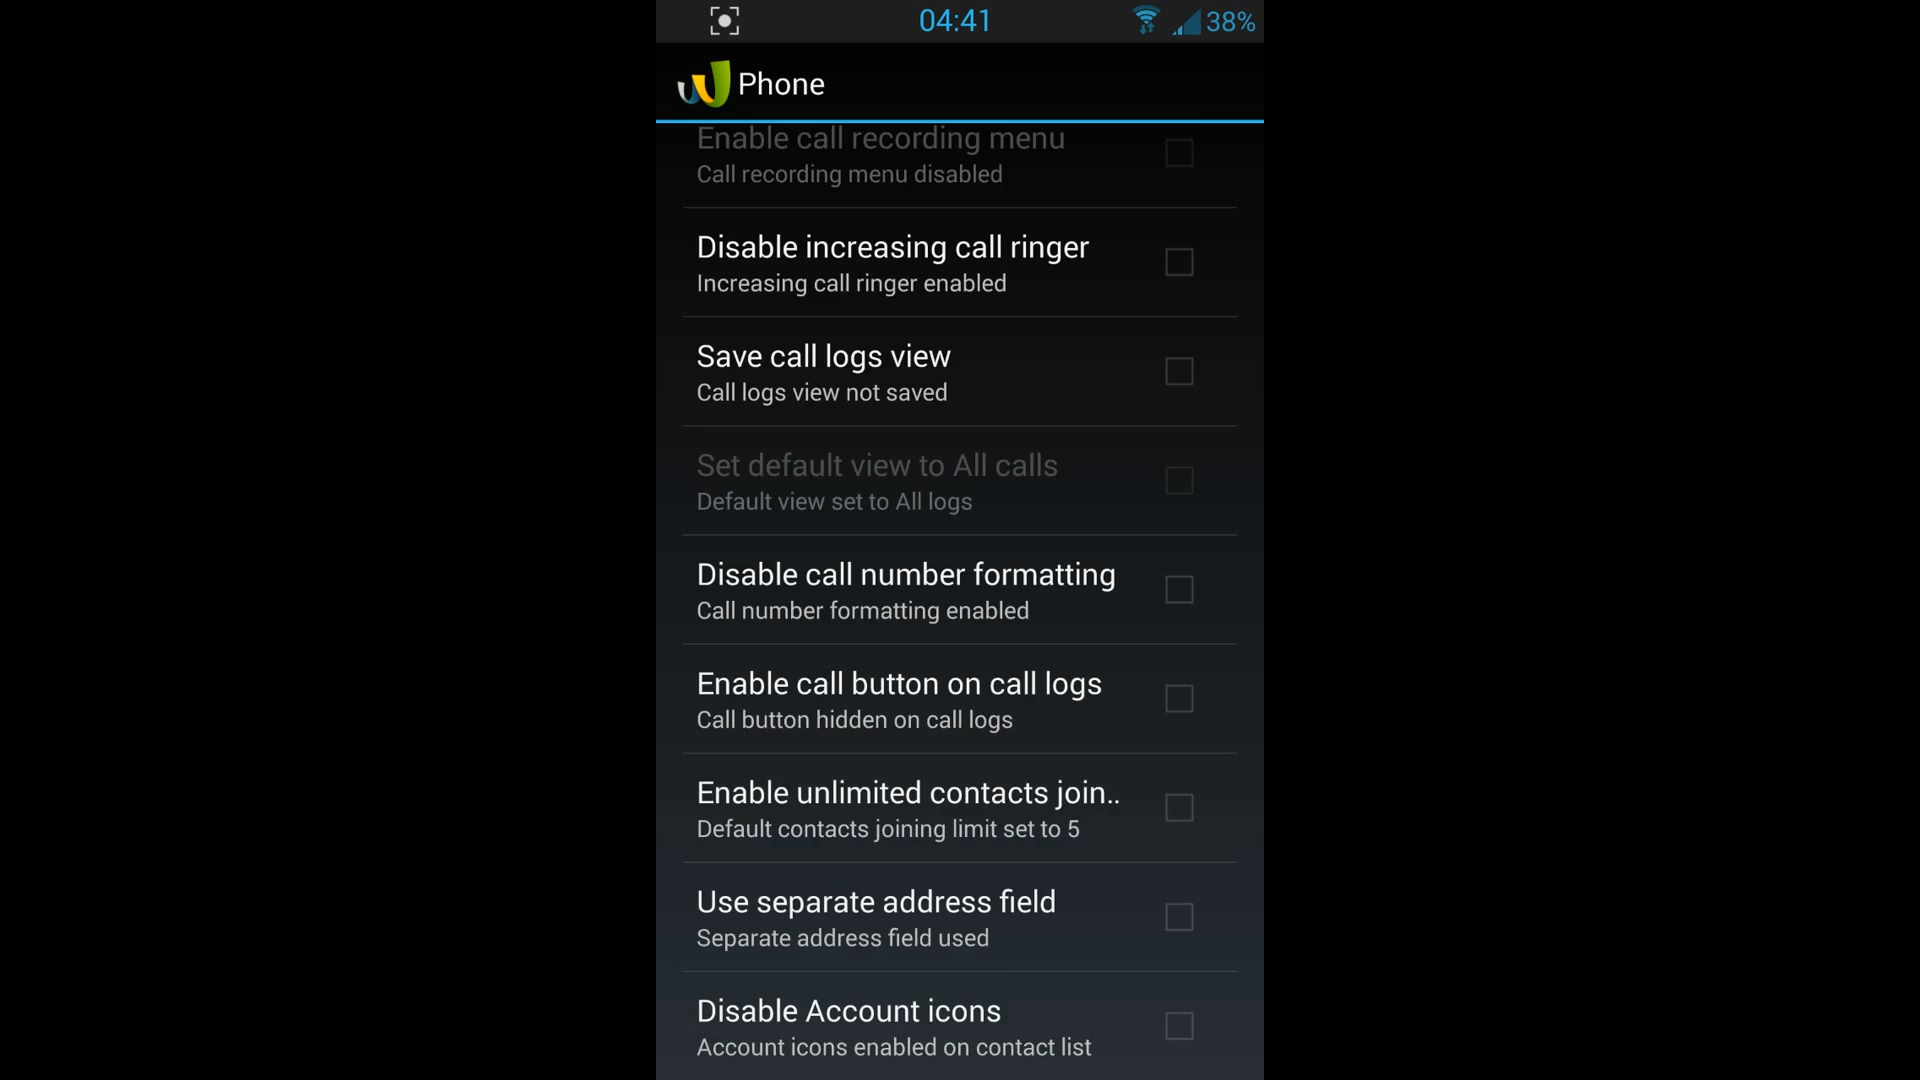 04:41
38%
Phone
Enable call recording menu
Call recording menu disabled
Disable increasing call ringer
Increasing call ringer enabled
Save call logs view
Call logs view not saved
Set default view to All calls
Default view set to All logs
Disable call number formatting
Call number formatting enabled
Enable call button on call logs
Call button hidden on call logs
Enable unlimited contacts join..
Default contacts joining limit set to 5
Use separate address field
Separate address field used
Disable Account icons
Account icons enabled on contact list